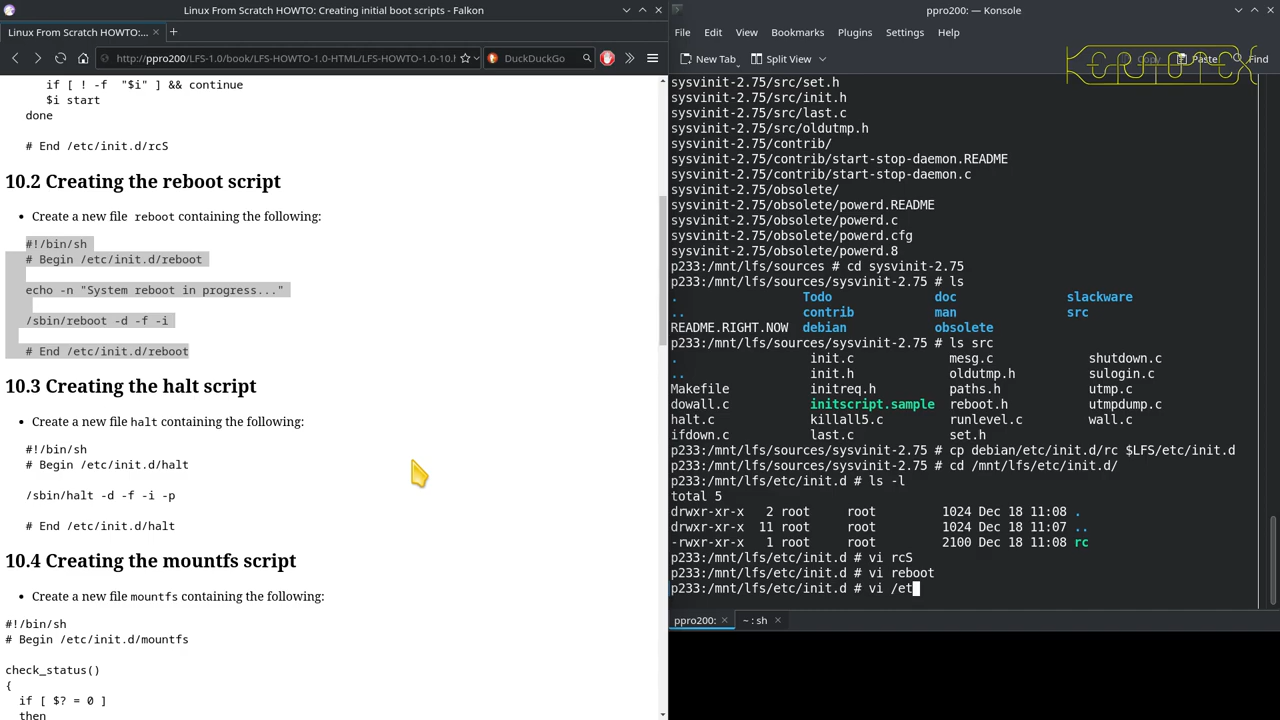 Linux From Scratch HOWTO: Creating initial boot scripts - Falkon
Linux From Scratch HOWTO:...
http://ppro200/LFS-1.0/book/LFS-HOWTO-1.0-HTML/LFS-HOWTO-1.0-10.l
DuckDuckGo
if [ ! -f "$i" ] && continue
$i start
done
# End /etc/init.d/rcS
10.2 Creating the reboot script
• Create a new file reboot containing the following:
#!/bin/sh
# Begin /etc/init.d/reboot
echo -n "System reboot in progress..."
/sbin/reboot -d -f -i
# End /etc/init.d/reboot
10.3 Creating the halt script
• Create a new file halt containing the following:
#!/bin/sh
# Begin /etc/init.d/halt
/sbin/halt -d -f -i -p
# End /etc/init.d/halt
10.4 Creating the mountfs script
• Create a new file mountfs containing the following:
#!/bin/sh
# Begin /etc/init.d/mountfs
check_status()
{
if [ $? = 0 ]
then
ppro200 — Konsole
File Edit View Bookmarks Plugins Settings Help
New Tab Split View Copy Paste Find
sysvinit-2.75/src/set.h
sysvinit-2.75/src/init.h
sysvinit-2.75/src/last.c
sysvinit-2.75/src/oldutmp.h
sysvinit-2.75/contrib/
sysvinit-2.75/contrib/start-stop-daemon.README
sysvinit-2.75/contrib/start-stop-daemon.c
sysvinit-2.75/obsolete/
sysvinit-2.75/obsolete/powerd.README
sysvinit-2.75/obsolete/powerd.c
sysvinit-2.75/obsolete/powerd.cfg
sysvinit-2.75/obsolete/powerd.8
p233:/mnt/lfs/sources # cd sysvinit-2.75
p233:/mnt/lfs/sources/sysvinit-2.75 # ls
. Todo doc slackware
.. contrib man src
README.RIGHT.NOW debian obsolete
p233:/mnt/lfs/sources/sysvinit-2.75 # ls src
. init.c mesg.c shutdown.c
.. init.h oldutmp.h sulogin.c
Makefile initreq.h paths.h utmp.c
dowall.c initscript.sample reboot.h utmpdump.c
halt.c killall5.c runlevel.c wall.c
ifdown.c last.c set.h
p233:/mnt/lfs/sources/sysvinit-2.75 # cp debian/etc/init.d/rc $LFS/etc/init.d
p233:/mnt/lfs/sources/sysvinit-2.75 # cd /mnt/lfs/etc/init.d/
p233:/mnt/lfs/etc/init.d # ls -l
total 5
drwxr-xr-x 2 root root 1024 Dec 18 11:08 .
drwxr-xr-x 11 root root 1024 Dec 18 11:07 ..
-rwxr-xr-x 1 root root 2100 Dec 18 11:08 rc
p233:/mnt/lfs/etc/init.d # vi rcS
p233:/mnt/lfs/etc/init.d # vi reboot
p233:/mnt/lfs/etc/init.d # vi /et
ppro200: ~ : sh